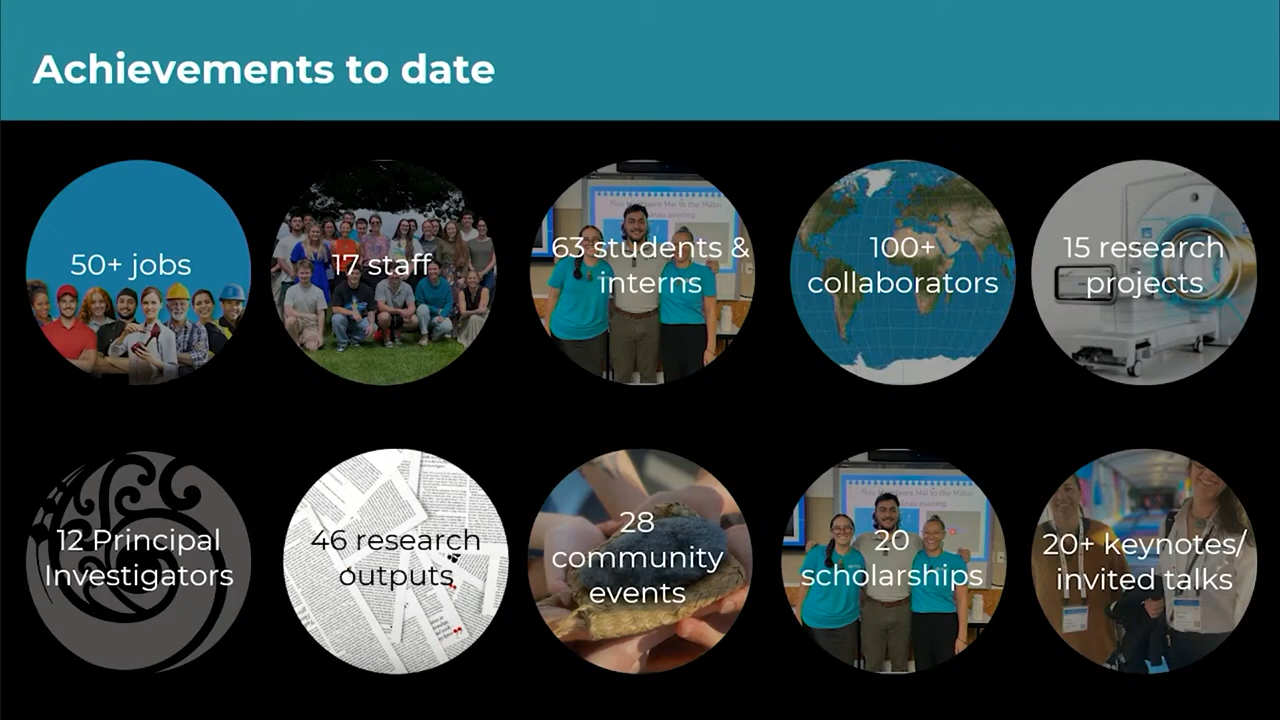 Achievements to date
50+ jobs
17 staff
63 students &
interns
100+
collaborators
15 research
projects
12 Principal
Investigators
46 research
outputs
28
community
events
20
scholarships
20+ keynotes/
invited talks